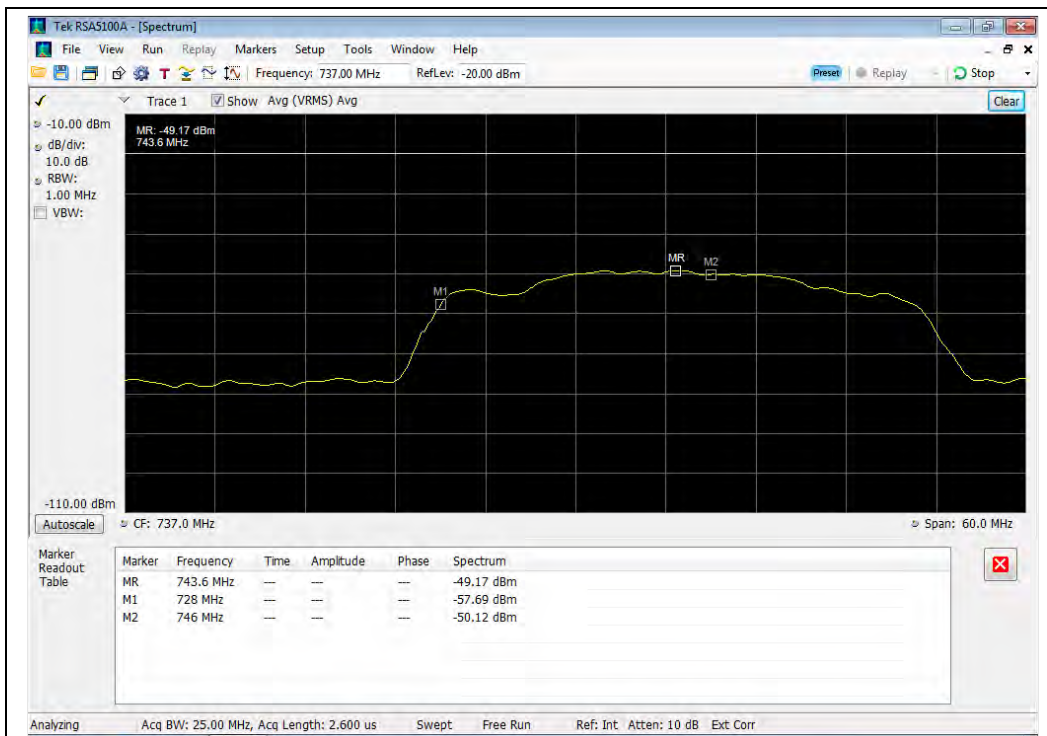 Tek RSA5100A - [Spectrum]
File View Run Replay Markers Setup Tools Window Help
T Frequency: 737.00 MHz RefLev: -20.00 dBm Preset Replay Stop
Trace 1 Show Avg (VRMS) Avg Clear
-10.00 dBm
dB/div:
10.0 dB
RBW:
1.00 MHz
VBW:
MR: -49.17 dBm
743.6 MHz
MR
M2
M1
-110.00 dBm
Autoscale CF: 737.0 MHz Span: 60.0 MHz
Marker
Readout
Table
Marker Frequency Time Amplitude Phase Spectrum
MR 743.6 MHz --- --- --- -49.17 dBm
M1 728 MHz --- --- --- -57.69 dBm
M2 746 MHz --- --- --- -50.12 dBm
Analyzing Acq BW: 25.00 MHz, Acq Length: 2.600 us Swept Free Run Ref: Int Atten: 10 dB Ext Corr